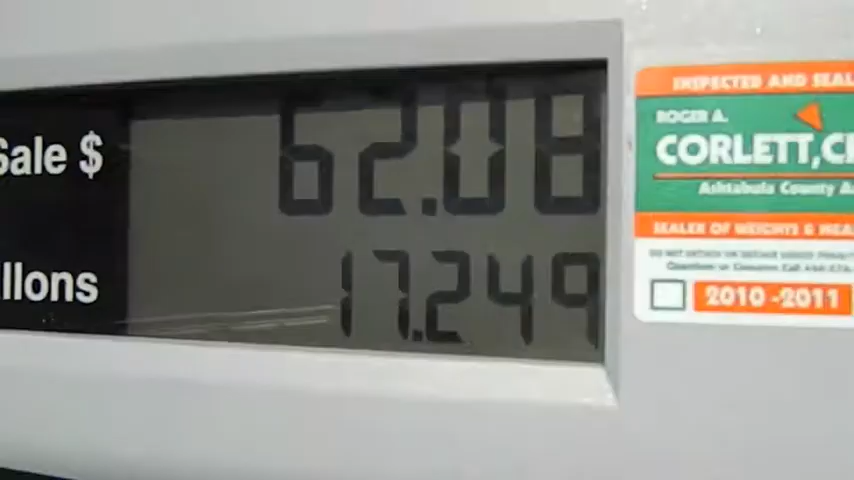 Sale $
62.08
llons
17.249
INSPECTED AND SEAL
ROGER A.
CORLETT, C
Ashtabula County A
SEALER OF WEIGHTS & MEA
2010 - 2011